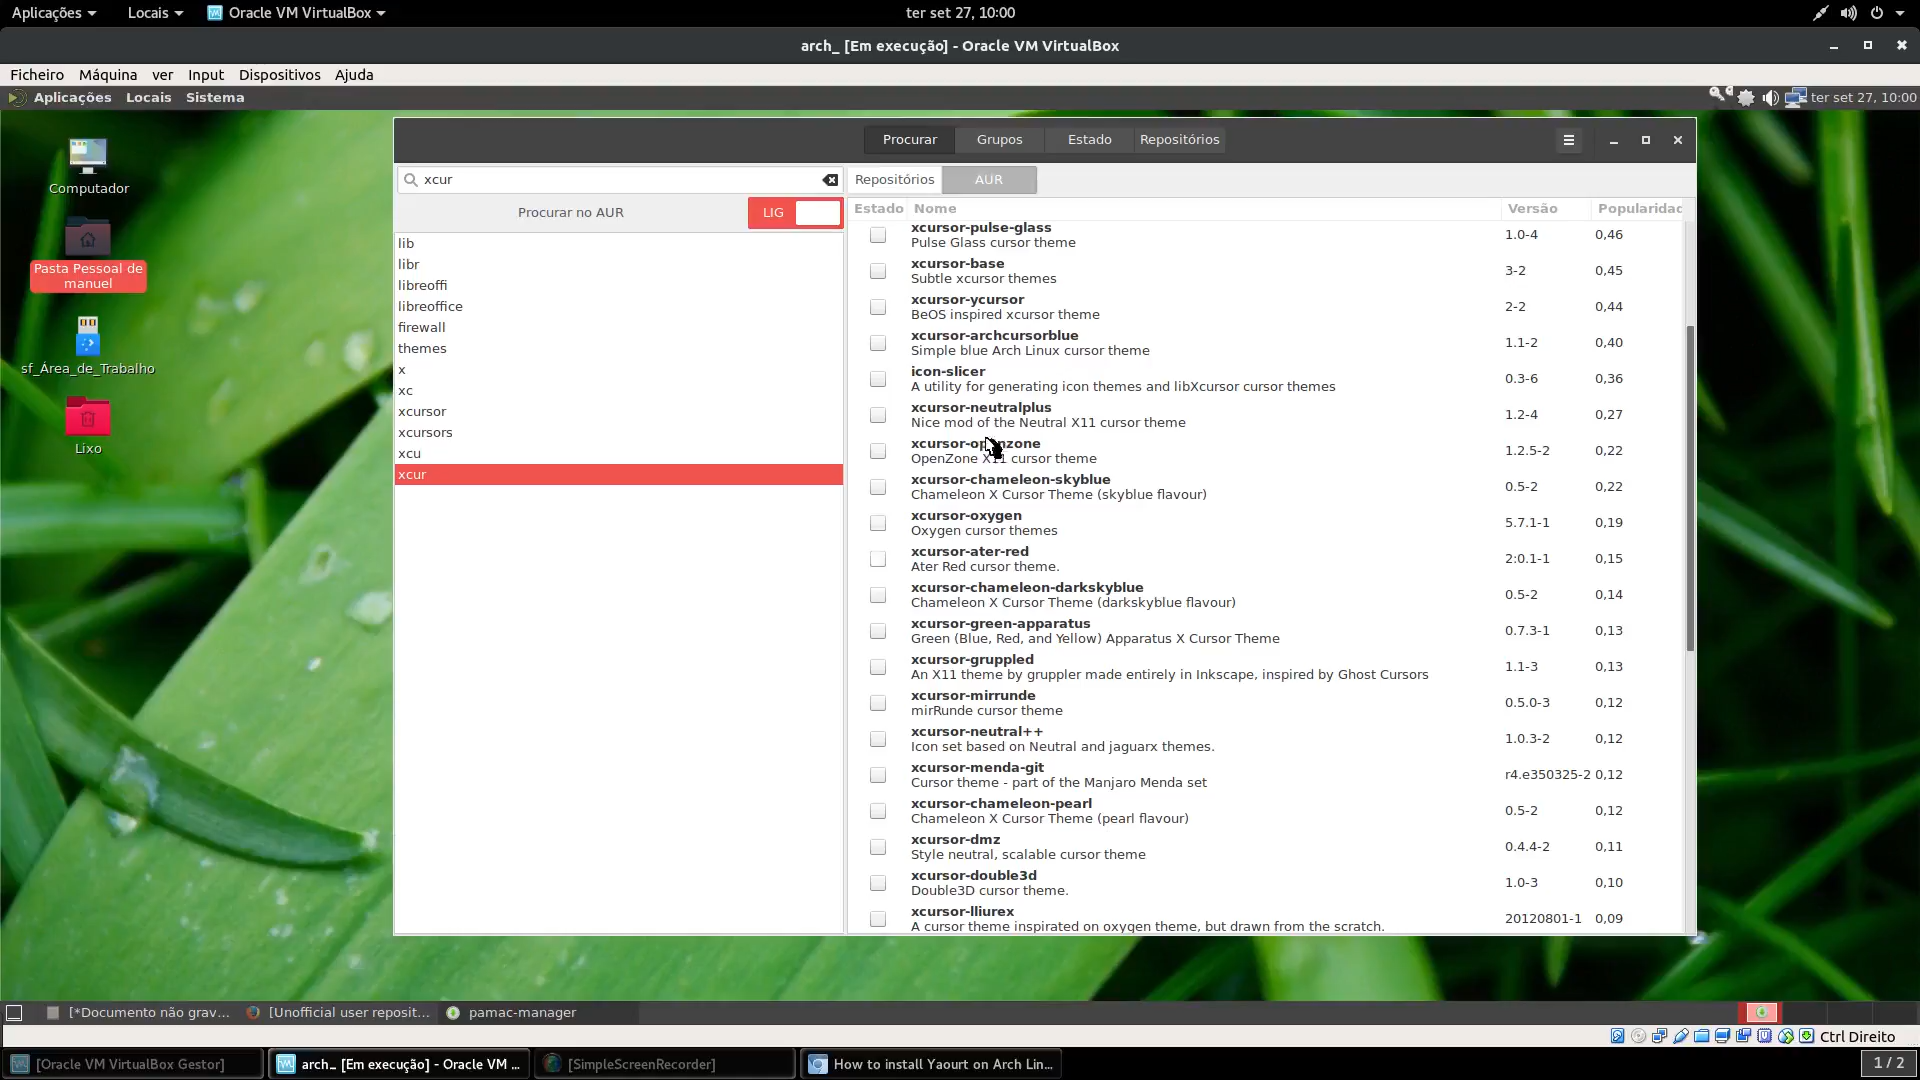 Aplicações Locais Oracle VM VirtualBox ter set 27, 10:00
arch_ [Em execução] - Oracle VM VirtualBox
Ficheiro Máquina ver Input Dispositivos Ajuda
Aplicações Locais Sistema ter set 27, 10:00
Computador
Pasta Pessoal de
manuel
sf_Área_de_Trabalho
Lixo
Procurar Grupos Estado Repositórios
xcur
Procurar no AUR LIG
lib
libr
libreoffi
libreoffice
firewall
themes
x
xc
xcursor
xcursors
xcu
xcur
Repositórios AUR
Estado Nome Versão Popularidad
xcursor-pulse-glass
Pulse Glass cursor theme 1.0-4 0,46
xcursor-base
Subtle xcursor themes 3-2 0,45
xcursor-ycursor
BeOS inspired xcursor theme 2-2 0,44
xcursor-archcursorblue
Simple blue Arch Linux cursor theme 1.1-2 0,40
icon-slicer
A utility for generating icon themes and libXcursor cursor themes 0.3-6 0,36
xcursor-neutralplus
Nice mod of the Neutral X11 cursor theme 1.2-4 0,27
xcursor-openzone
OpenZone X11 cursor theme 1.2.5-2 0,22
xcursor-chameleon-skyblue
Chameleon X Cursor Theme (skyblue flavour) 0.5-2 0,22
xcursor-oxygen
Oxygen cursor themes 5.7.1-1 0,19
xcursor-ater-red
Ater Red cursor theme. 2:0.1-1 0,15
xcursor-chameleon-darkskyblue
Chameleon X Cursor Theme (darkskyblue flavour) 0.5-2 0,14
xcursor-green-apparatus
Green (Blue, Red, and Yellow) Apparatus X Cursor Theme 0.7.3-1 0,13
xcursor-gruppled
An X11 theme by gruppler made entirely in Inkscape, inspired by Ghost Cursors 1.1-3 0,13
xcursor-mirrunde
mirRunde cursor theme 0.5.0-3 0,12
xcursor-neutral++
Icon set based on Neutral and jaguarx themes. 1.0.3-2 0,12
xcursor-menda-git
Cursor theme - part of the Manjaro Menda set r4.e350325-2 0,12
xcursor-chameleon-pearl
Chameleon X Cursor Theme (pearl flavour) 0.5-2 0,12
xcursor-dmz
Style neutral, scalable cursor theme 0.4.4-2 0,11
xcursor-double3d
Double3D cursor theme. 1.0-3 0,10
xcursor-lliurex
A cursor theme inspirated on oxygen theme, but drawn from the scratch. 20120801-1 0,09
[*Documento não grav... [Unofficial user reposit... pamac-manager
Ctrl Direito
[Oracle VM VirtualBox Gestor] arch_ [Em execução] - Oracle VM ... [SimpleScreenRecorder] How to install Yaourt on Arch Lin... 1 / 2